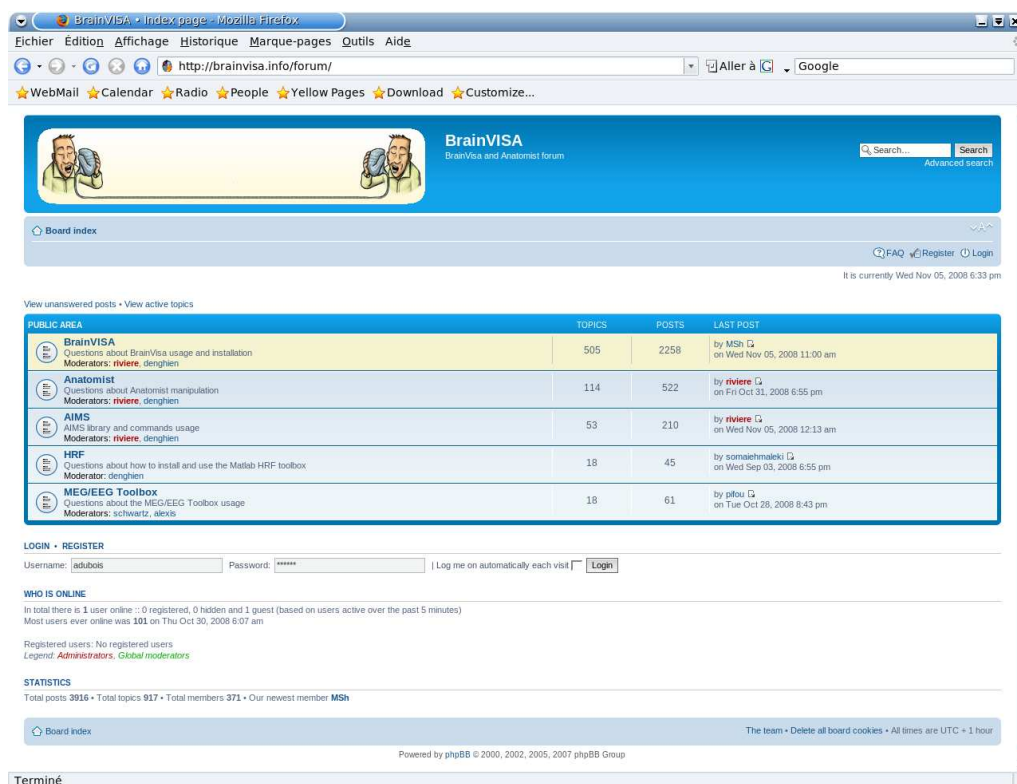 BrainVISA • Index page - Mozilla Firefox
Fichier Édition Affichage Historique Marque-pages Outils Aide
http://brainvisa.info/forum/ Aller à G Google
WebMail Calendar Radio People Yellow Pages Download Customize...
BrainVISA
BrainVisa and Anatomist forum
Search... Search
Advanced search
Board index
FAQ Register Login
It is currently Wed Nov 05, 2008 6:33 pm
View unanswered posts • View active topics
PUBLIC AREA TOPICS POSTS LAST POST
BrainVISA
Questions about BrainVisa usage and installation
Moderators: riviere, denghien
505 2258
by MSh
on Wed Nov 05, 2008 11:00 am
Anatomist
Questions about Anatomist manipulation
Moderators: riviere, denghien
114 522
by riviere
on Fri Oct 31, 2008 6:55 pm
AIMS
AIMS library and commands usage
Moderators: riviere, denghien
53 210
by riviere
on Wed Nov 05, 2008 12:13 am
HRF
Questions about how to install and use the Matlab HRF toolbox
Moderator: denghien
18 45
by somaiehmaleki
on Wed Sep 03, 2008 6:55 pm
MEG/EEG Toolbox
Questions about the MEG/EEG Toolbox usage
Moderators: schwartz, alexis
18 61
by pifou
on Tue Oct 28, 2008 8:43 pm
LOGIN • REGISTER
Username: adubois Password: ****** | Log me on automatically each visit Login
WHO IS ONLINE
In total there is 1 user online :: 0 registered, 0 hidden and 1 guest (based on users active over the past 5 minutes)
Most users ever online was 101 on Thu Oct 30, 2008 6:07 am
Registered users: No registered users
Legend: Administrators, Global moderators
STATISTICS
Total posts 3916 • Total topics 917 • Total members 371 • Our newest member MSh
Board index
The team • Delete all board cookies • All times are UTC + 1 hour
Powered by phpBB © 2000, 2002, 2005, 2007 phpBB Group
Terminé